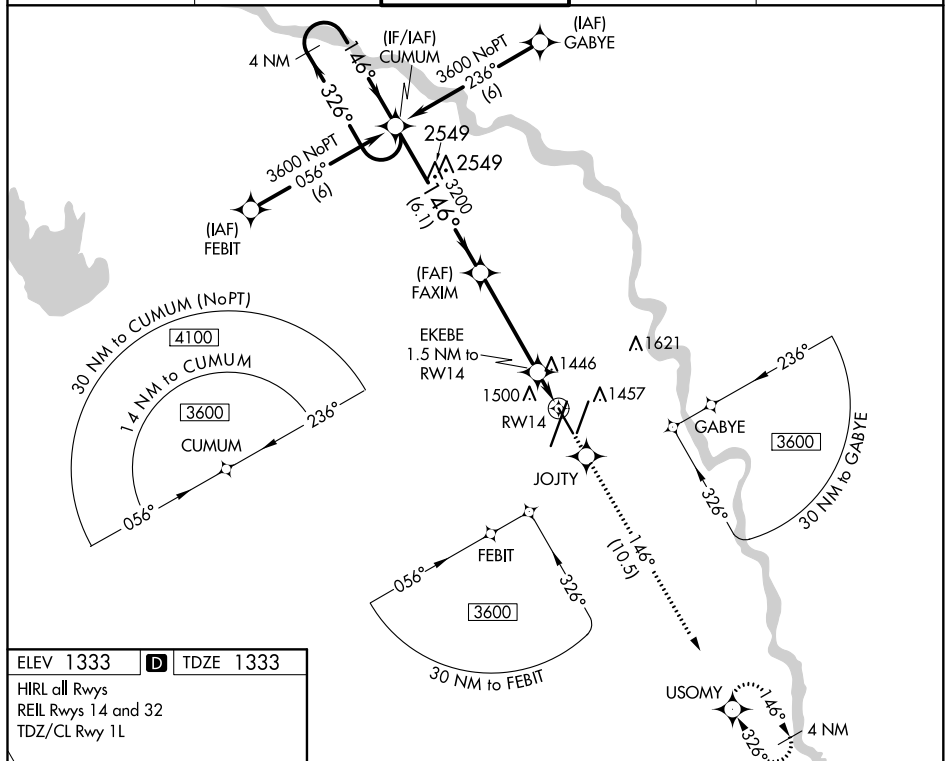 (IAF)
GABYE
(IF/IAF)
CUMUM
4 NM
146°
326°
3600 NoPT
236°
(6)
3600 NoPT
056°
(6)
2549
2549
3200
146°
(6.1)
(IAF)
FEBIT
(FAF)
FAXIM
30 NM to CUMUM (NoPT)
4100
14 NM to CUMUM
3600
CUMUM
236°
056°
EKEBE
1.5 NM to
RW14
1446
1621
1500
1457
RW14
JOJTY
236°
GABYE
3600
326°
30 NM to GABYE
FEBIT
056°
326°
3600
30 NM to FEBIT
146°
(10.5)
USOMY
146°
326°
4 NM
ELEV 1333
D
TDZE 1333
HIRL all Rwys
REIL Rwys 14 and 32
TDZ/CL Rwy 1L